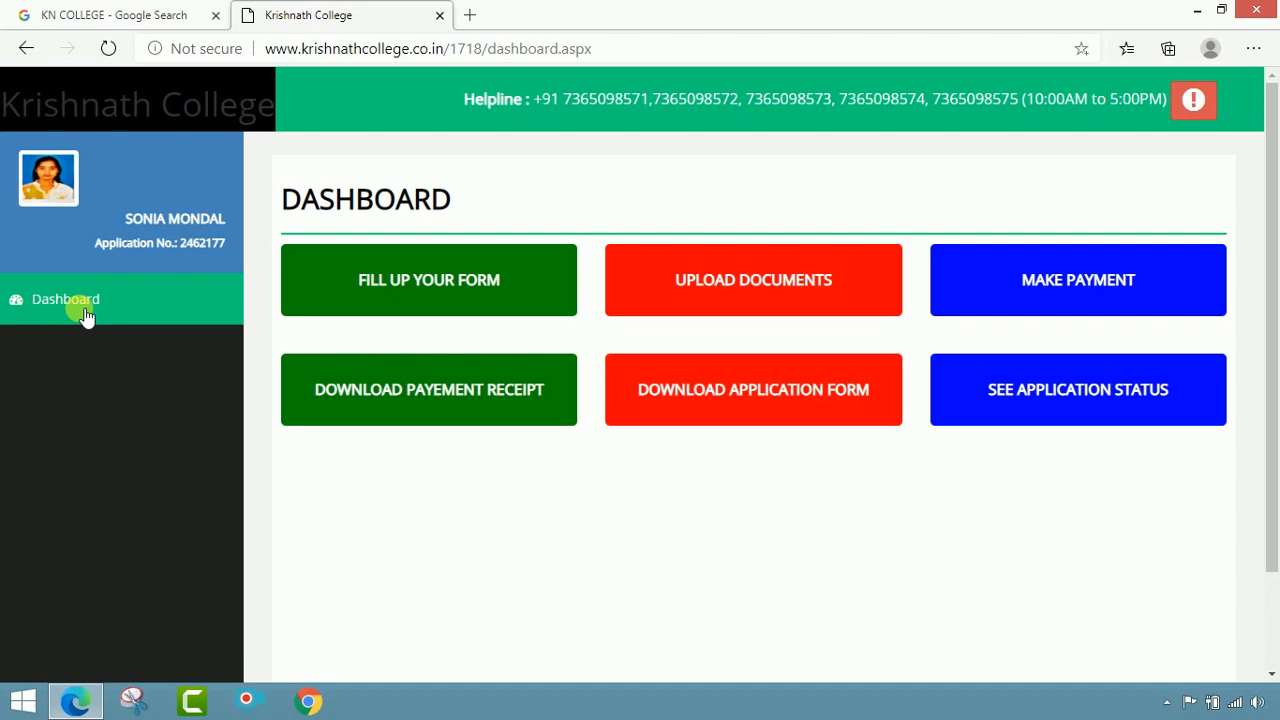 KN COLLEGE - Google Search
Krishnath College
Not secure
www.krishnathcollege.co.in/1718/dashboard.aspx
Krishnath College
Helpline : +91 7365098571,7365098572, 7365098573, 7365098574, 7365098575 (10:00AM to 5:00PM)
SONIA MONDAL
Application No.: 2462177
Dashboard
DASHBOARD
FILL UP YOUR FORM
UPLOAD DOCUMENTS
MAKE PAYMENT
DOWNLOAD PAYEMENT RECEIPT
DOWNLOAD APPLICATION FORM
SEE APPLICATION STATUS